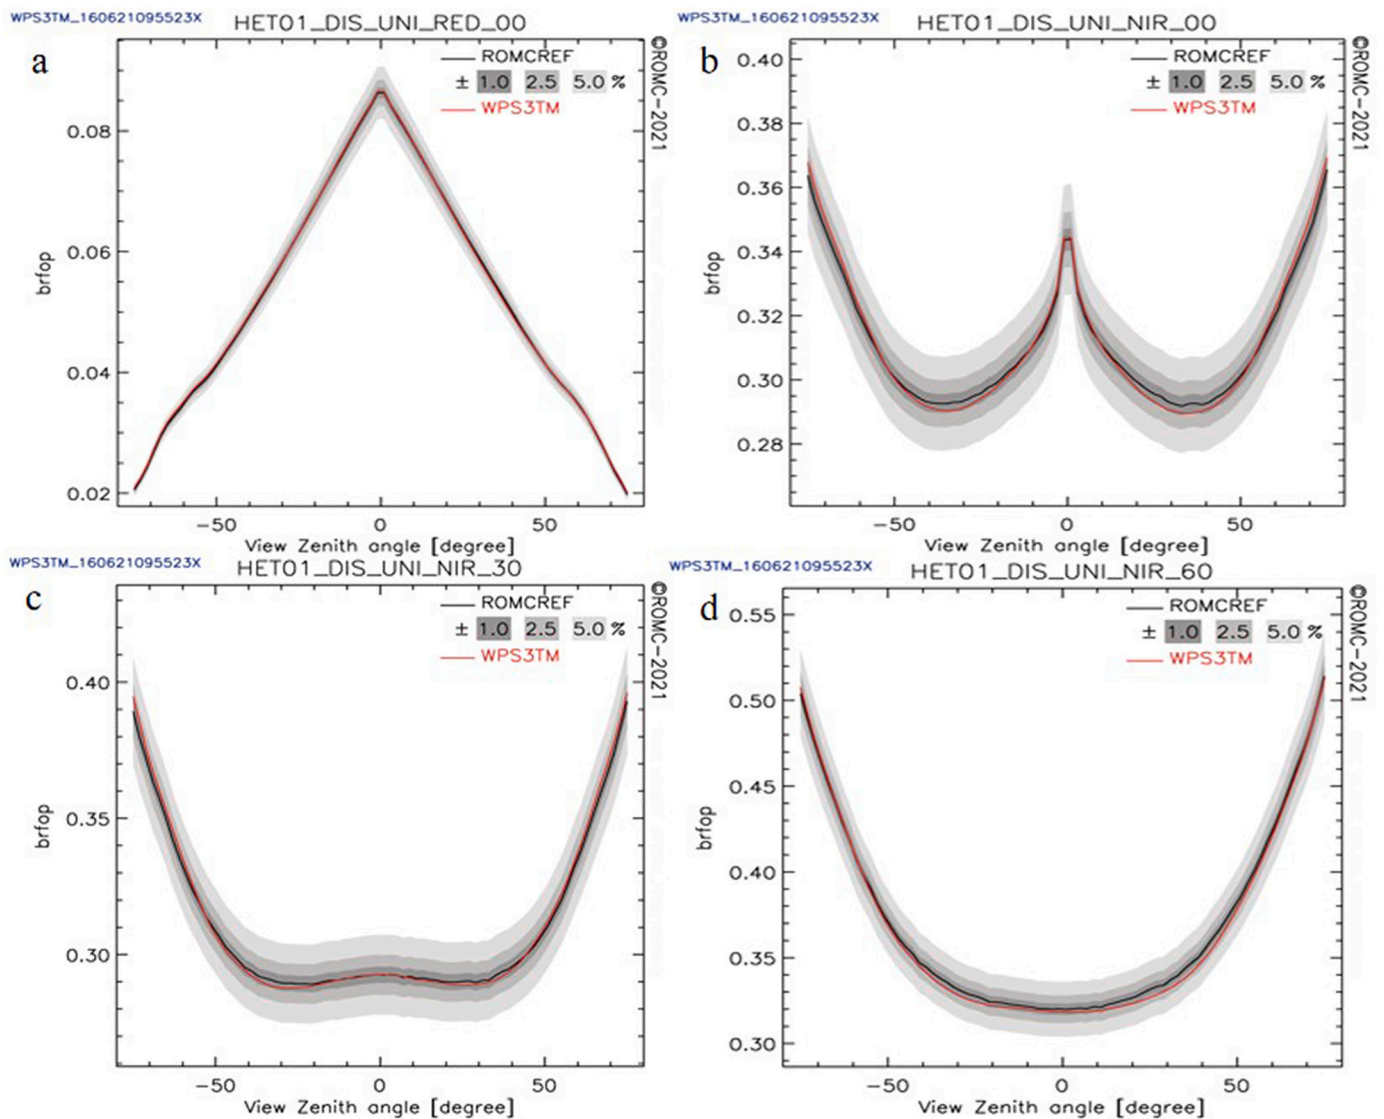 WPS3TM_160621095523X
HET01_DIS_UNI_RED_00
a
ROMCREF
± 1.0 2.5 5.0 %
WPS3TM
©ROMC-2021
0.08
0.06
0.04
0.02
brfop
-50 0 50
View Zenith angle [degree]
WPS3TM_160621095523X
HET01_DIS_UNI_NIR_00
b
ROMCREF
± 1.0 2.5 5.0 %
WPS3TM
©ROMC-2021
0.40
0.38
0.36
0.34
0.32
0.30
0.28
brfop
-50 0 50
View Zenith angle [degree]
WPS3TM_160621095523X
HET01_DIS_UNI_NIR_30
c
ROMCREF
± 1.0 2.5 5.0 %
WPS3TM
©ROMC-2021
0.40
0.35
0.30
brfop
-50 0 50
View Zenith angle [degree]
WPS3TM_160621095523X
HET01_DIS_UNI_NIR_60
d
ROMCREF
± 1.0 2.5 5.0 %
WPS3TM
©ROMC-2021
0.55
0.50
0.45
0.40
0.35
0.30
brfop
-50 0 50
View Zenith angle [degree]